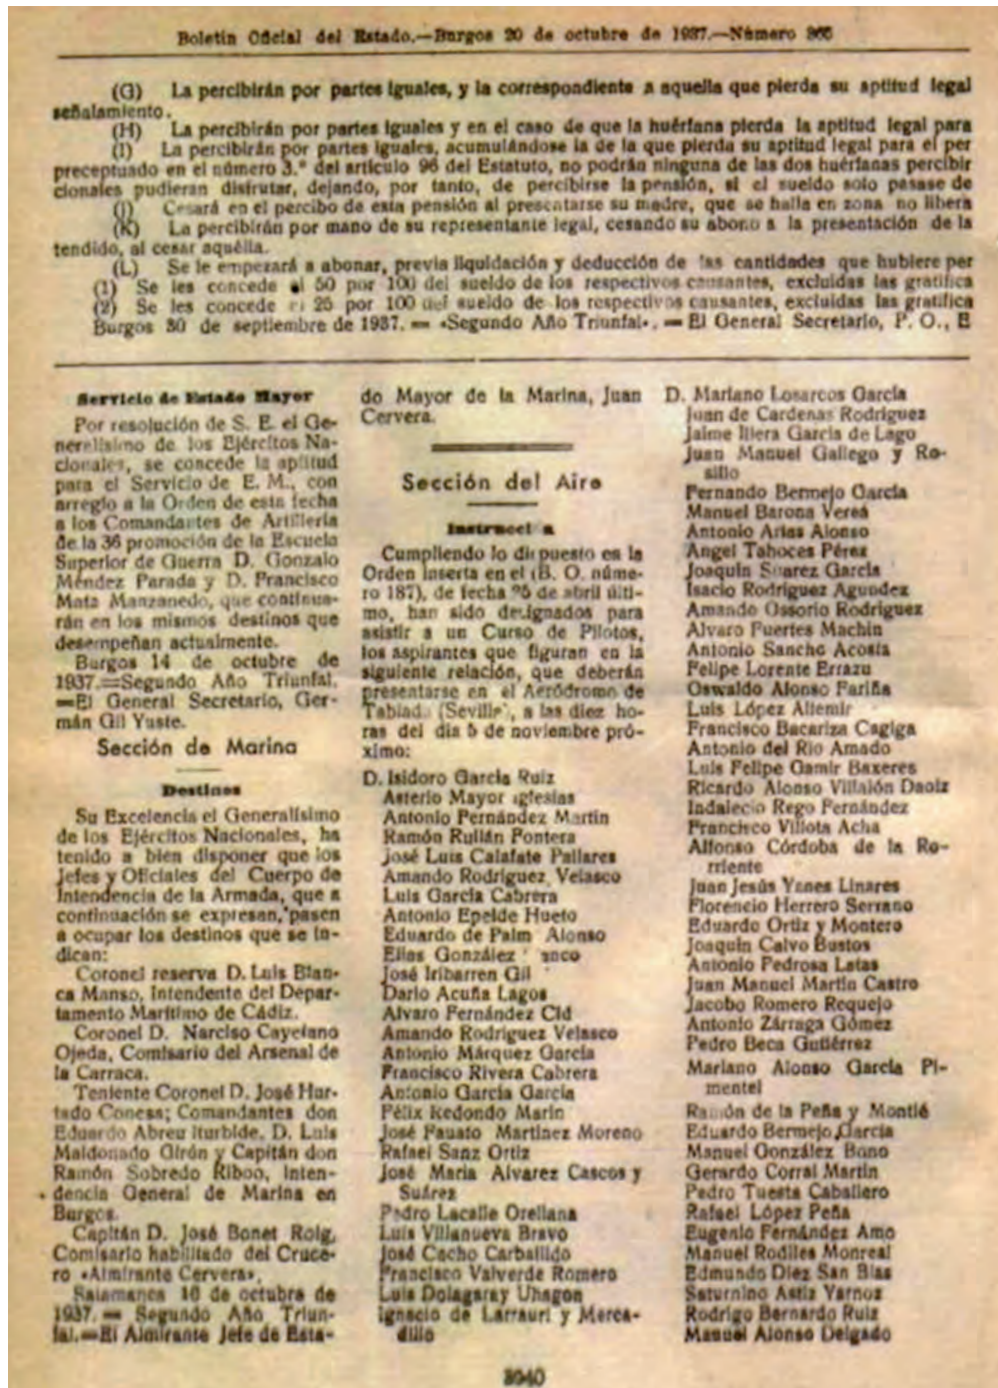 Boletín Oficial del Estado.—Burgos 20 de octubre de 1937.—Número 365
(G) La percibirán por partes iguales, y la correspondiente a aquella que pierda su aptitud legal
señalamiento.
(H) La percibirán por partes iguales y en el caso de que la huérfana pierda la aptitud legal para
(I) La percibirán por partes iguales, acumulándose la de la que pierda su aptitud legal para el per
preceptuado en el número 3.º del artículo 96 del Estatuto, no podrán ninguna de las dos huérfanas percibir
cionales pudieran disfrutar, dejando, por tanto, de percibirse la pensión, si el sueldo solo pasase de
(J) Cesará en el percibo de esta pensión al presentarse su madre, que se halla en zona no libera
(K) La percibirán por mano de su representante legal, cesando su abono a la presentación de la
tendido, al cesar aquélla.
(L) Se le empezará a abonar, previa liquidación y deducción de las cantidades que hubiere per
(1) Se les concede el 50 por 100 del sueldo de los respectivos causantes, excluidas las gratifica
(2) Se les concede el 25 por 100 del sueldo de los respectivos causantes, excluidas las gratifica
Burgos 30 de septiembre de 1937. = «Segundo Año Triunfal». = El General Secretario, P. O., E
Servicio de Estado Mayor
Por resolución de S. E. el Ge-
neralísimo de los Ejércitos Na-
cionales, se concede la aptitud
para el Servicio de E. M., con
arreglo a la Orden de esta fecha
a los Comandantes de Artillería
de la 36 promoción de la Escuela
Superior de Guerra D. Gonzalo
Méndez Parada y D. Francisco
Mata Manzanedo, que continua-
rán en los mismos destinos que
desempeñan actualmente.
Burgos 14 de octubre de
1937.=Segundo Año Triunfal.
=El General Secretario, Ger-
mán Gil Yuste.
Sección de Marina
Destinos
Su Excelencia el Generalísimo
de los Ejércitos Nacionales, ha
tenido a bien disponer que los
Jefes y Oficiales del Cuerpo de
Intendencia de la Armada, que a
continuación se expresan, pasen
a ocupar los destinos que se in-
dican:
Coronel reserva D. Luis Blan-
ca Manso, Intendente del Depar-
tamento Marítimo de Cádiz.
Coronel D. Narciso Cayetano
Ojeda, Comisario del Arsenal de
la Carraca.
Teniente Coronel D. José Hur-
tado Conesa; Comandantes don
Eduardo Abreu Iturbide, D. Luis
Maldonado Girón y Capitán don
Ramón Sobredo Riboo, Inten-
dencia General de Marina en
Burgos.
Capitán D. José Bonet Roig,
Comisario habilitado del Cruce-
ro «Almirante Cervera».
Salamanca 16 de octubre de
1937. = Segundo Año Triun-
fal.=El Almirante Jefe de Esta-
do Mayor de la Marina, Juan
Cervera.
Sección del Aire
Cumpliendo lo dispuesto en la
Orden inserta en el (B. O. núme-
ro 187), de fecha 25 de abril últi-
mo, han sido designados para
asistir a un Curso de Pilotos,
los aspirantes que figuran en la
siguiente relación, que deberán
presentarse en el Aeródromo de
Tablada (Sevilla), a las diez ho-
ras del día 5 de noviembre pró-
ximo:
D. Isidoro García Ruiz
Asterio Mayor Iglesias
Antonio Fernández Martín
Ramón Rullán Pontera
José Luis Calafate Pallares
Amando Rodríguez Velasco
Luis García Cabrera
Antonio Epelde Hueto
Eduardo de Palm Alonso
Elías González
José Iribarren Gil
Darío Acuña Lagos
Alvaro Fernández Cid
Amando Rodríguez Velasco
Antonio Márquez García
Francisco Rivera Cabrera
Antonio García García
Félix Redondo Marín
José Fausto Martínez Moreno
Rafael Sanz Ortiz
José María Alvarez Cascos y
Suárez
Pedro Lacalle Orellana
Luis Villanueva Bravo
José Cacho Carballido
Francisco Valverde Romero
Luis Dolagaray Uhagon
Ignacio de Larrauri y Merca-
dillo
D. Mariano Losarcos García
Juan de Cardenas Rodríguez
Jaime Illera García de Lago
Juan Manuel Gallego y Ro-
sillo
Fernando Bermejo García
Manuel Barona Verea
Antonio Arias Alonso
Angel Tahoces Pérez
Joaquín Suarez García
Isacio Rodríguez Agundez
Amando Ossorio Rodríguez
Alvaro Fuertes Machín
Antonio Sancho Acosta
Felipe Lorente Errazu
Oswaldo Alonso Fariña
Luis López Altemir
Francisco Bacariza Cagiga
Antonio del Río Amado
Luis Felipe Gamir Baxeres
Ricardo Alonso Villalón Daoiz
Indalecio Rego Fernández
Francisco Villota Acha
Alfonso Córdoba de la Ro-
rriente
Juan Jesús Yanes Linares
Florencio Herrero Serrano
Eduardo Ortiz y Montero
Joaquín Calvo Bustos
Antonio Pedrosa Latas
Juan Manuel Martín Castro
Jacobo Romero Requejo
Antonio Zárraga Gómez
Pedro Beca Gutiérrez
Mariano Alonso García Pi-
mentel
Ramón de la Peña y Montlé
Eduardo Bermejo García
Manuel González Bono
Gerardo Corral Martín
Pedro Tuesta Caballero
Rafael López Peña
Eugenio Fernández Amo
Manuel Rodiles Monreal
Edmundo Díez San Blas
Saturnino Astiz Yarnoz
Rodrigo Bernardo Ruiz
Manuel Alonso Delgado